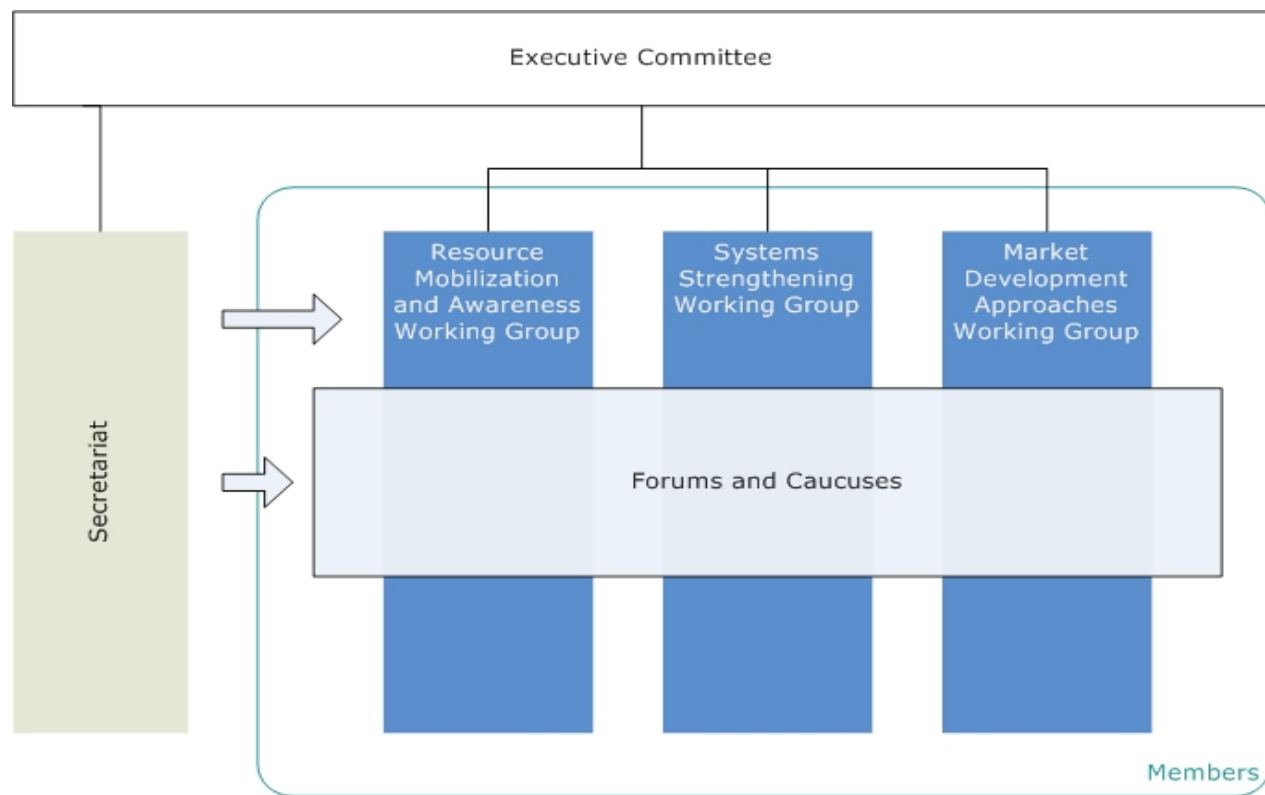 Executive Committee
Resource
Mobilization
and Awareness
Working Group
Systems
Strengthening
Working Group
Market
Development
Approaches
Working Group
Secretariat
Forums and Caucuses
Members